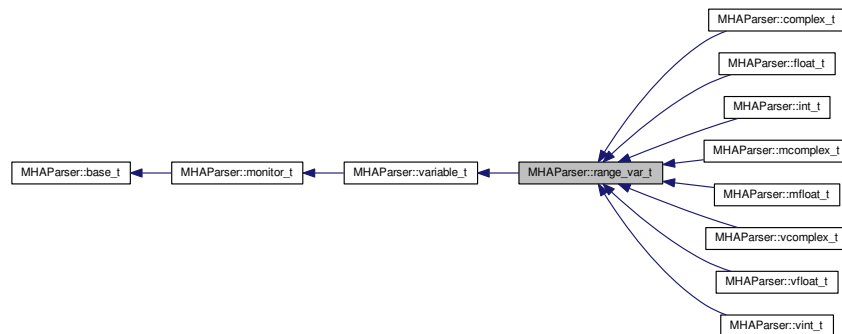 MHAParser::complex_t
MHAParser::float_t
MHAParser::int_t
MHAParser::base_t
MHAParser::monitor_t
MHAParser::variable_t
MHAParser::range_var_t
MHAParser::mcomplex_t
MHAParser::mfloat_t
MHAParser::vcomplex_t
MHAParser::vfloat_t
MHAParser::vint_t